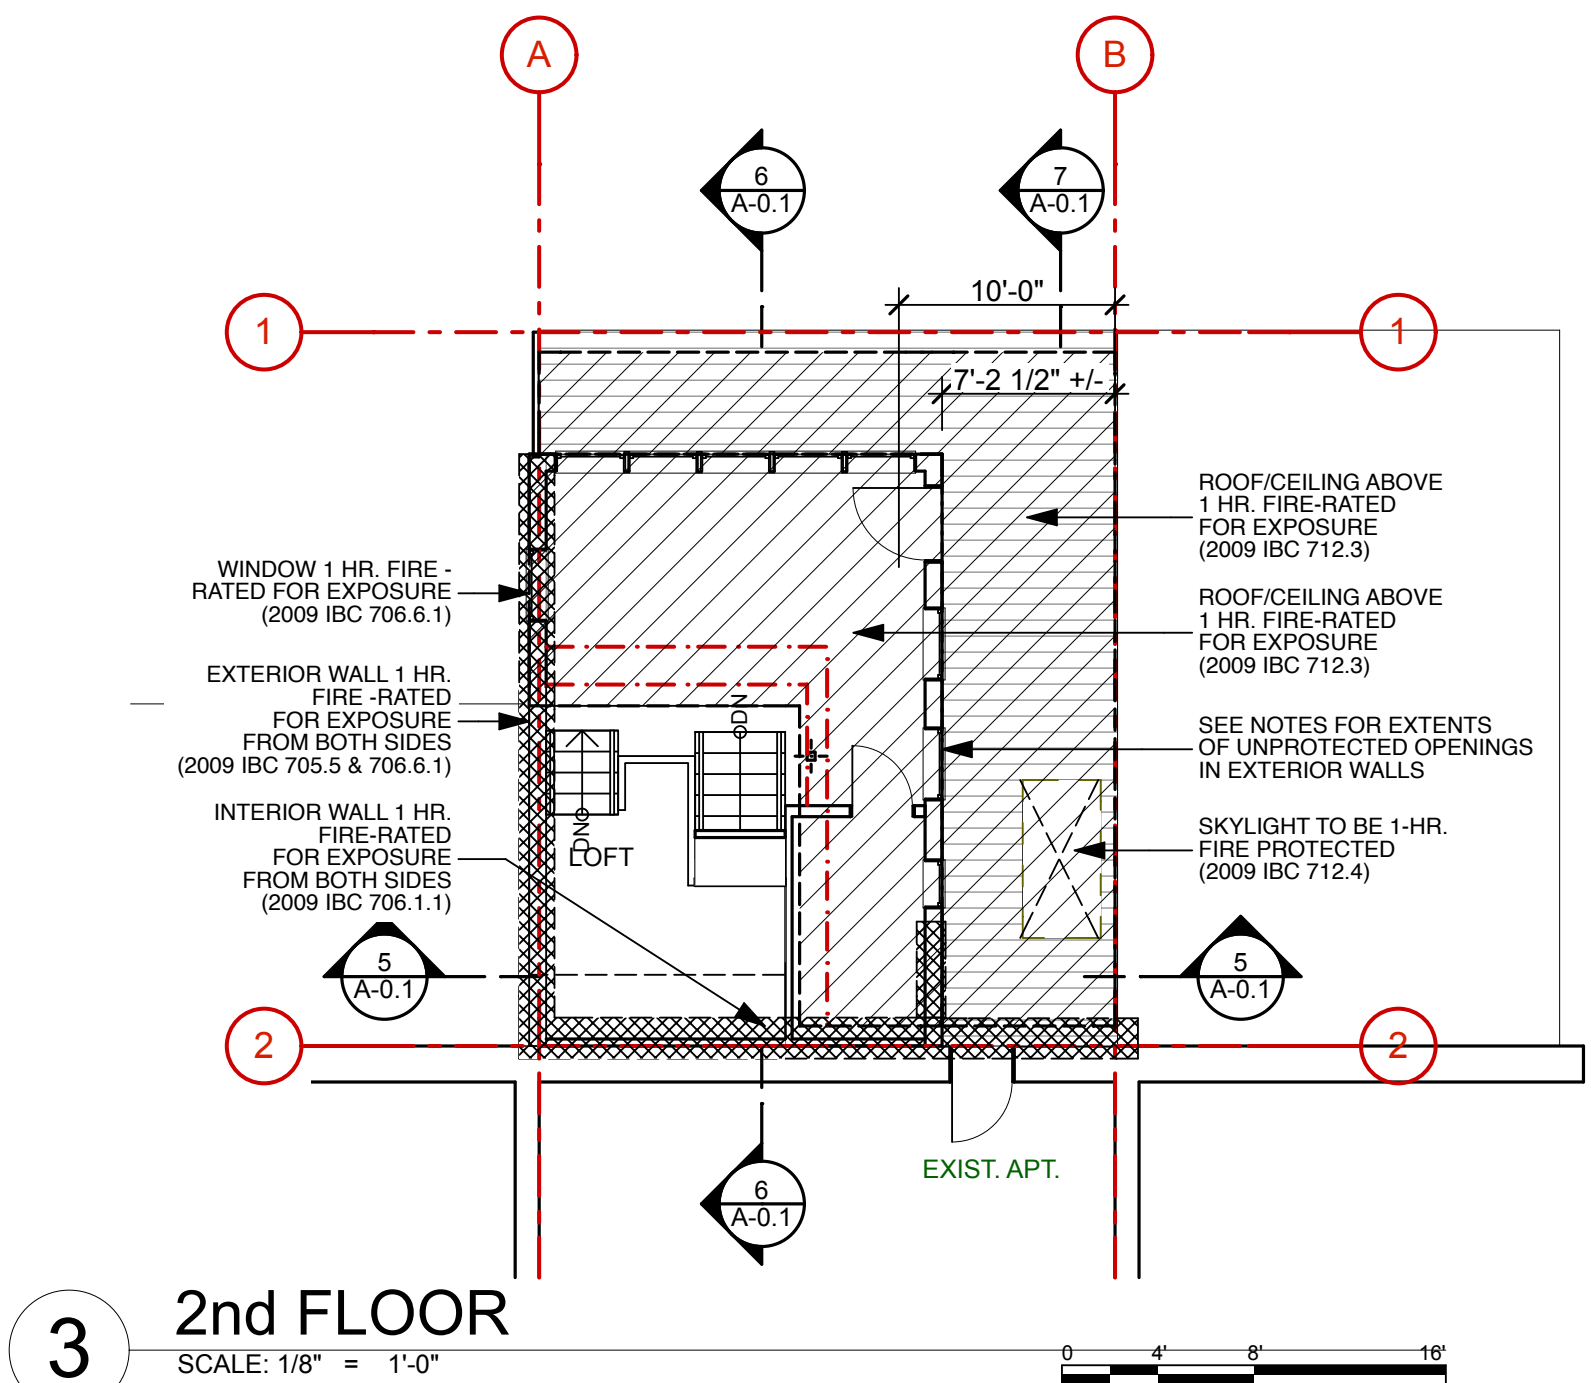 A
B
6
A-0.1
7
A-0.1
10'-0"
1
1
7'-2 1/2" +/-
ROOF/CEILING ABOVE
1 HR. FIRE-RATED
FOR EXPOSURE
(2009 IBC 712.3)
WINDOW 1 HR. FIRE -
RATED FOR EXPOSURE
(2009 IBC 706.6.1)
ROOF/CEILING ABOVE
1 HR. FIRE-RATED
FOR EXPOSURE
(2009 IBC 712.3)
EXTERIOR WALL 1 HR.
FIRE -RATED
FOR EXPOSURE
FROM BOTH SIDES
(2009 IBC 705.5 & 706.6.1)
DN
SEE NOTES FOR EXTENTS
OF UNPROTECTED OPENINGS
IN EXTERIOR WALLS
INTERIOR WALL 1 HR.
FIRE-RATED
FOR EXPOSURE
FROM BOTH SIDES
(2009 IBC 706.1.1)
DN
LOFT
SKYLIGHT TO BE 1-HR.
FIRE PROTECTED
(2009 IBC 712.4)
5
A-0.1
5
A-0.1
2
2
EXIST. APT.
6
A-0.1
3
2nd FLOOR
SCALE: 1/8" = 1'-0"
0 4' 8' 16'